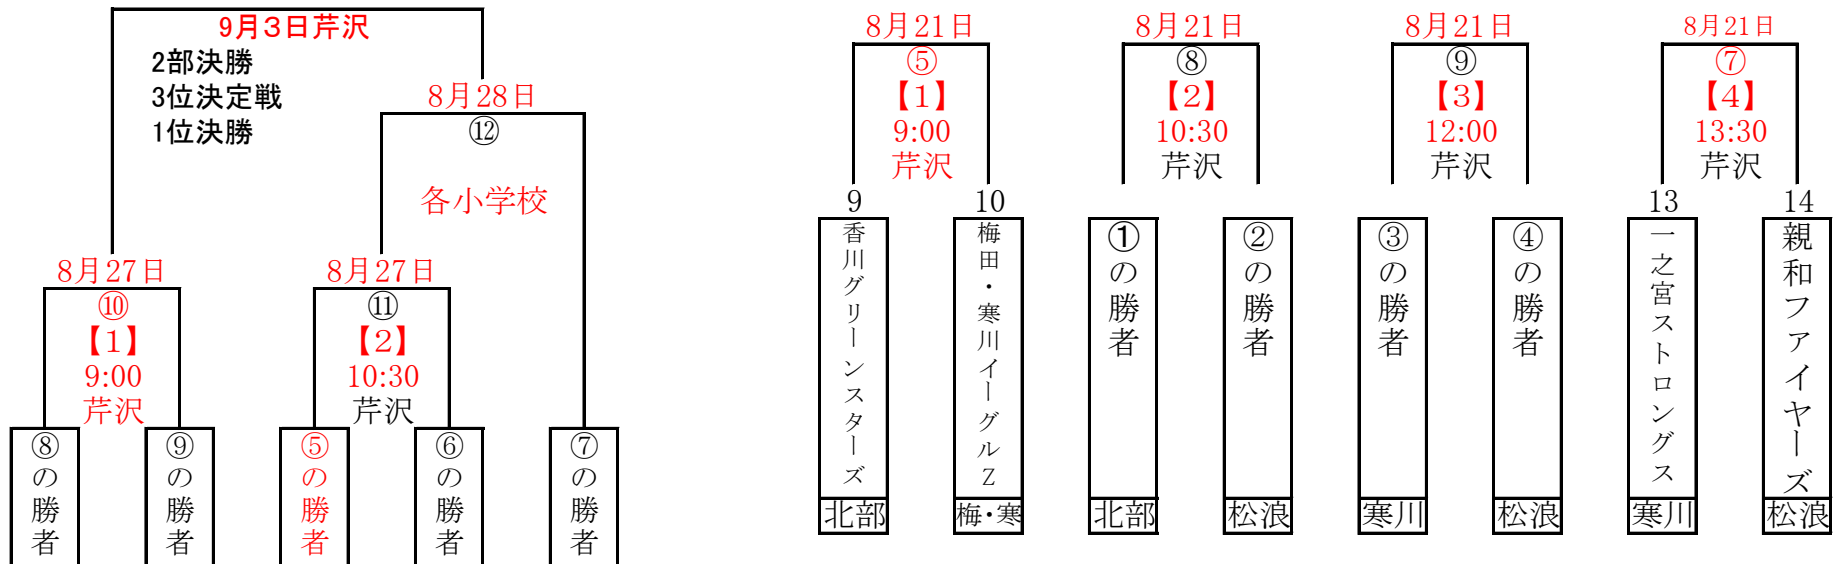 9月3日芹沢
2部決勝
3位決定戦
1位決勝
8月28日
⑫
各小学校
8月27日
⑩
【1】
9:00
芹沢
8月27日
⑪
【2】
10:30
芹沢
⑧の勝者
⑨の勝者
⑤の勝者
⑥の勝者
⑦の勝者
8月21日
⑤
【1】
9:00
芹沢
8月21日
⑧
【2】
10:30
芹沢
8月21日
⑨
【3】
12:00
芹沢
8月21日
⑦
【4】
13:30
芹沢
9
香川グリーンスターズ
北部
10
梅田・寒川イーグルZ
梅・寒
①の勝者
北部
②の勝者
松浪
③の勝者
寒川
④の勝者
松浪
13
一之宮ストロングス
寒川
14
親和ファイヤーズ
松浪